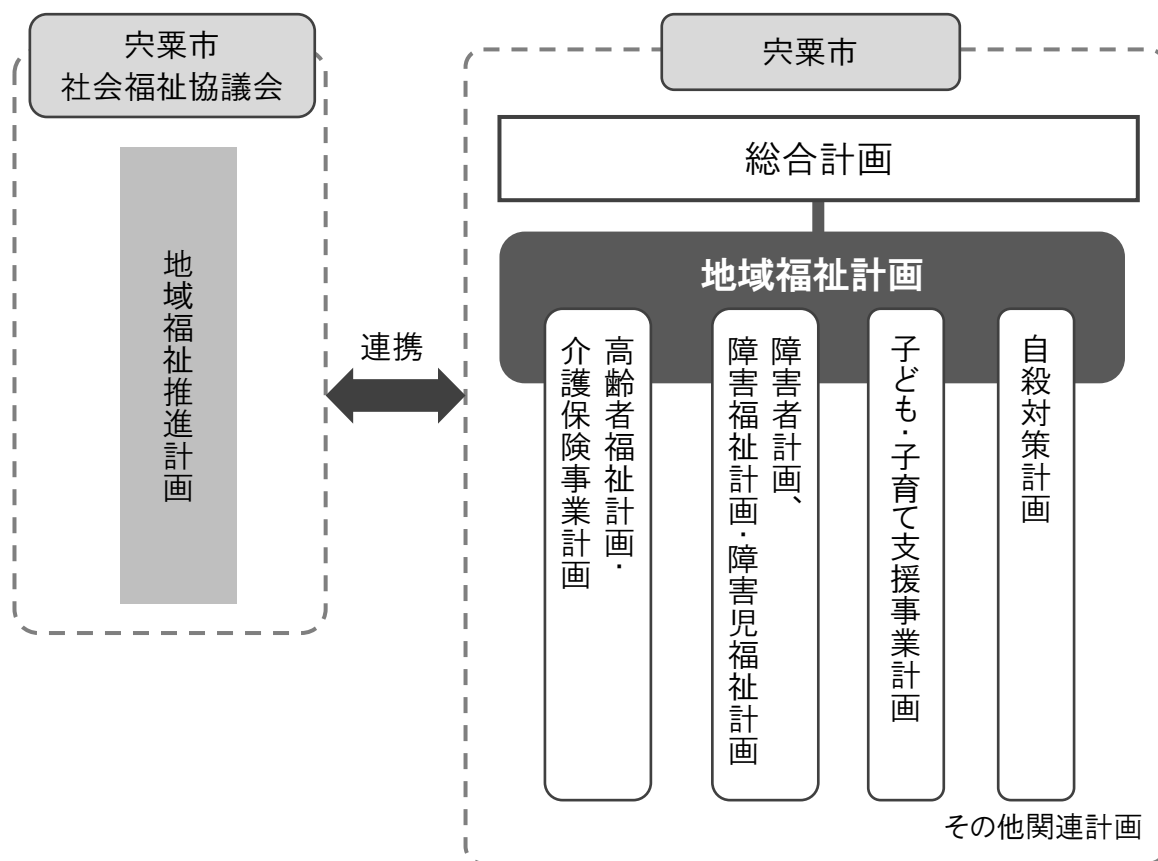 宍粟市
社会福祉協議会
地域福祉推進計画
連携
宍粟市
総合計画
地域福祉計画
高齢者福祉計画・
介護保険事業計画
障害者計画、
障害福祉計画・障害児福祉計画
子ども・子育て支援事業計画
自殺対策計画
その他関連計画